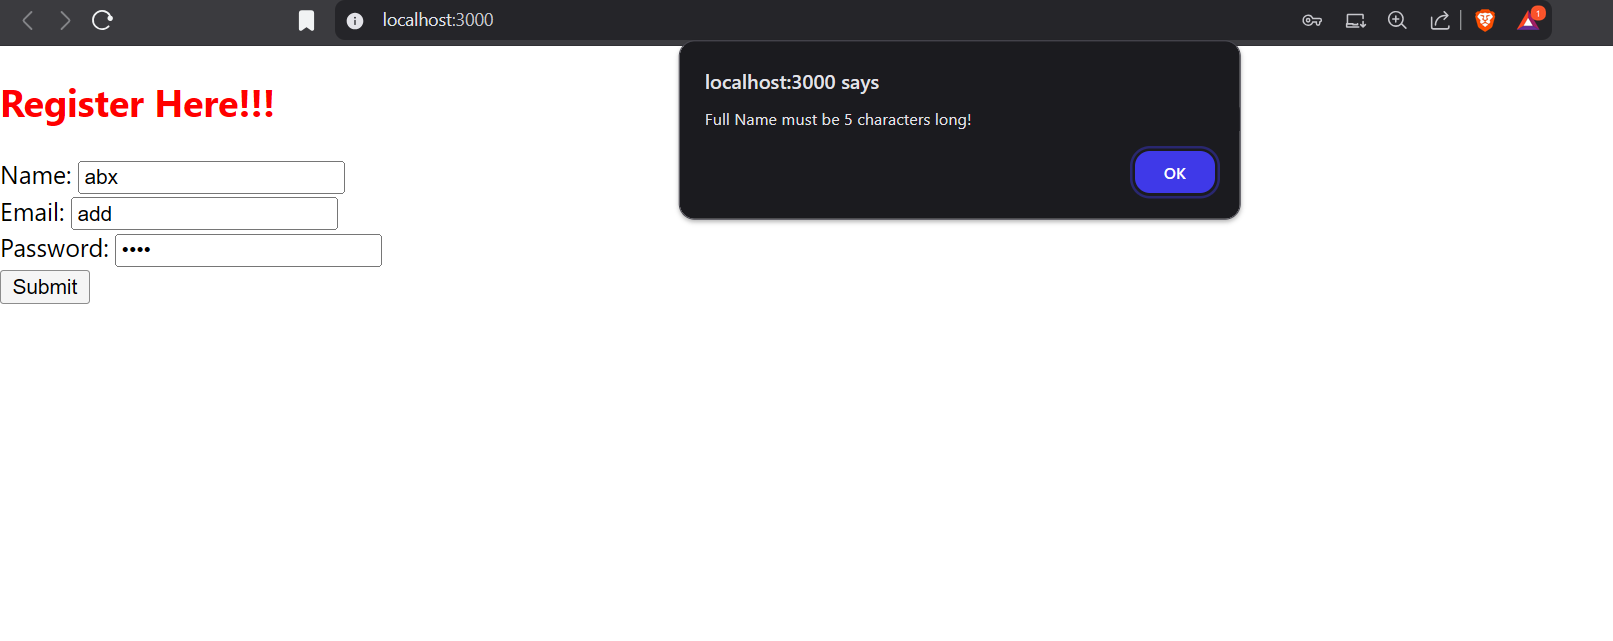 localhost:3000
1
localhost:3000 says
Full Name must be 5 characters long!
OK
Register Here!!!
Name: abx
Email: add
Password: ••••
Submit